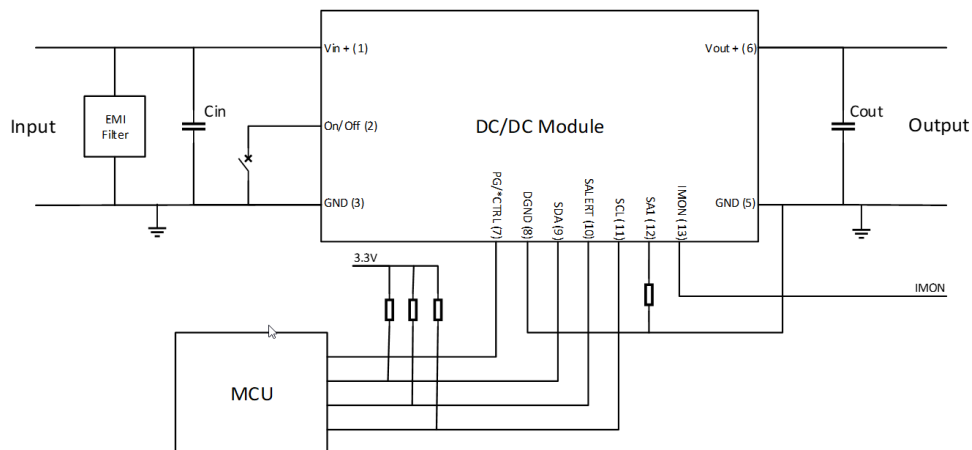 Vin + (1)
Vout + (6)
EMI
Filter
Cin
Input
On/Off (2)
DC/DC Module
Cout
Output
GND (3)
PG/*CTRL (7)
DGND (8)
SDA (9)
SALERT (10)
SCL (11)
SA1 (12)
IMON (13)
GND (5)
3.3V
IMON
MCU